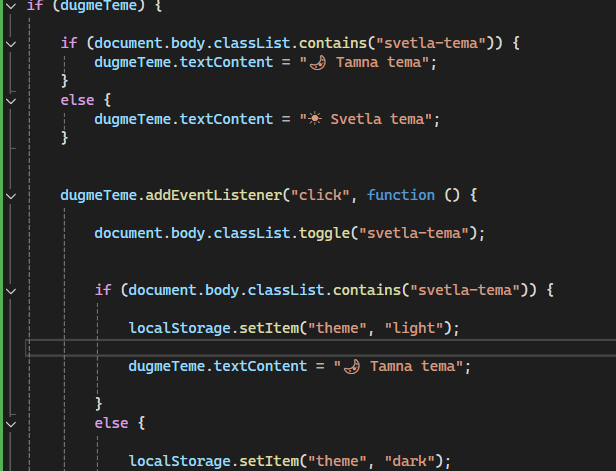 if (dugmeTeme) {
if (document.body.classList.contains("svetla-tema")) {
dugmeTeme.textContent = "🌙 Tamna tema";
}
else {
dugmeTeme.textContent = "☀ Svetla tema";
}
dugmeTeme.addEventListener("click", function () {
document.body.classList.toggle("svetla-tema");
if (document.body.classList.contains("svetla-tema")) {
localStorage.setItem("theme", "light");
dugmeTeme.textContent = "🌙 Tamna tema";
}
else {
localStorage.setItem("theme", "dark");